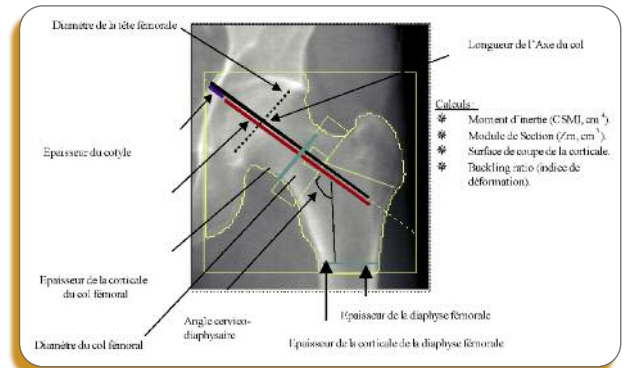 Diamètre de la tête fémorale
Longueur de l'Axe du col
Calculs :
Moment d'inertie (CSMI, cm⁴).
Module de Section (Zm, cm³).
Surface de coupe de la corticale.
Buckling ratio (indice de
déformation).
Epaisseur du cotyle
Epaisseur de la corticale
du col fémoral
Diamètre du col fémoral
Angle cervico-
diaphysaire
Epaisseur de la diaphyse fémorale
Epaisseur de la corticale de la diaphyse fémorale